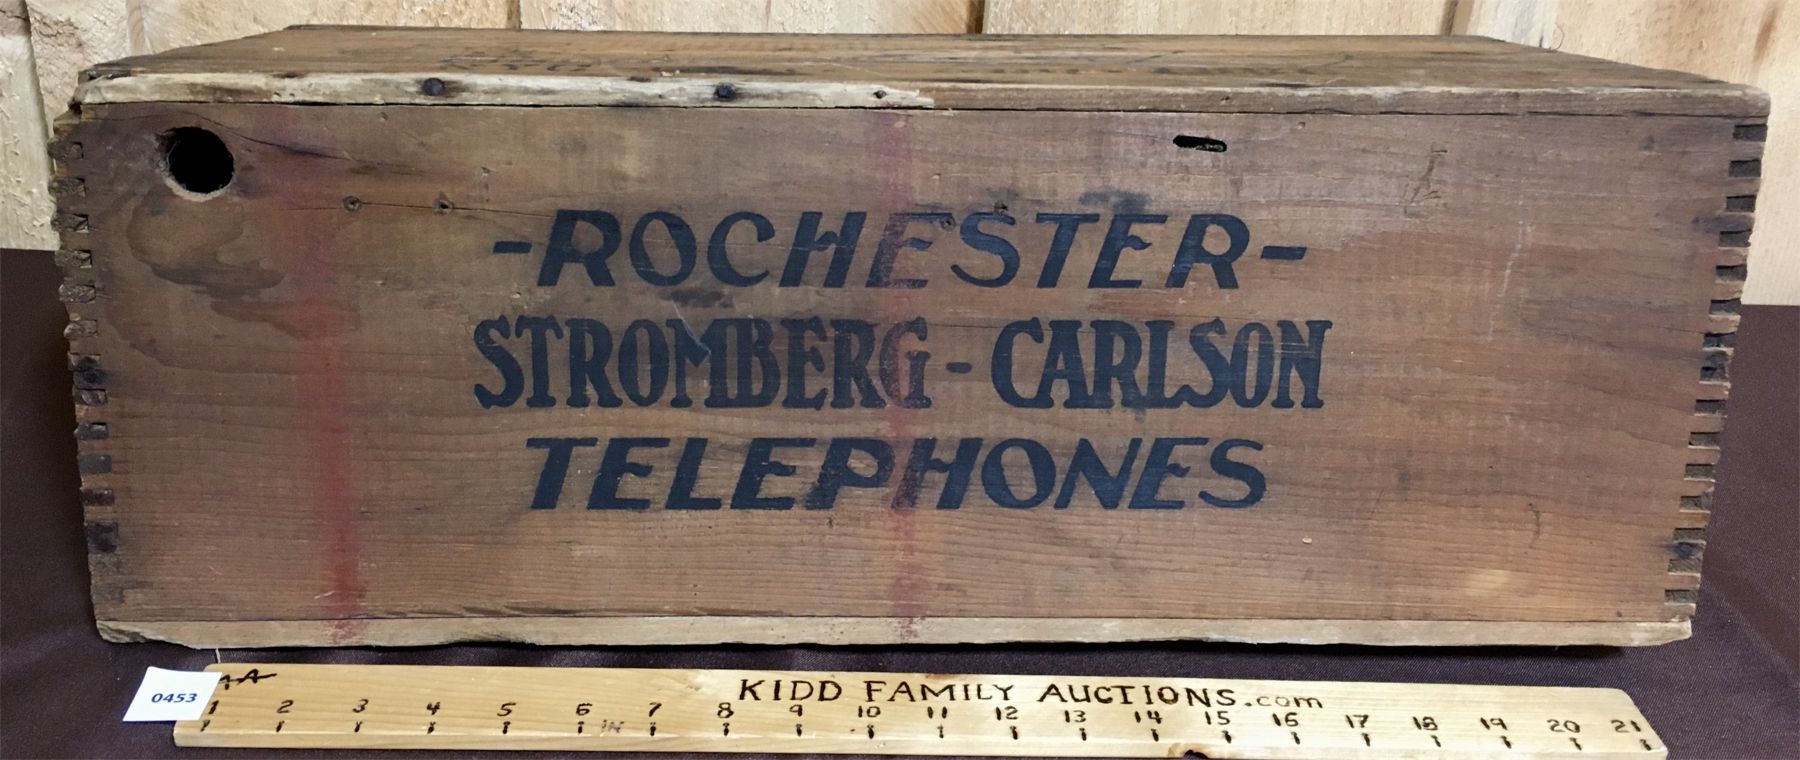 -ROCHESTER-
STROMBERG-CARLSON
TELEPHONES
0453
KIDD FAMILY AUCTIONS.com
1 2 3 4 5 6 7 8 9 10 11 12 13 14 15 16 17 18 19 20 21
IN